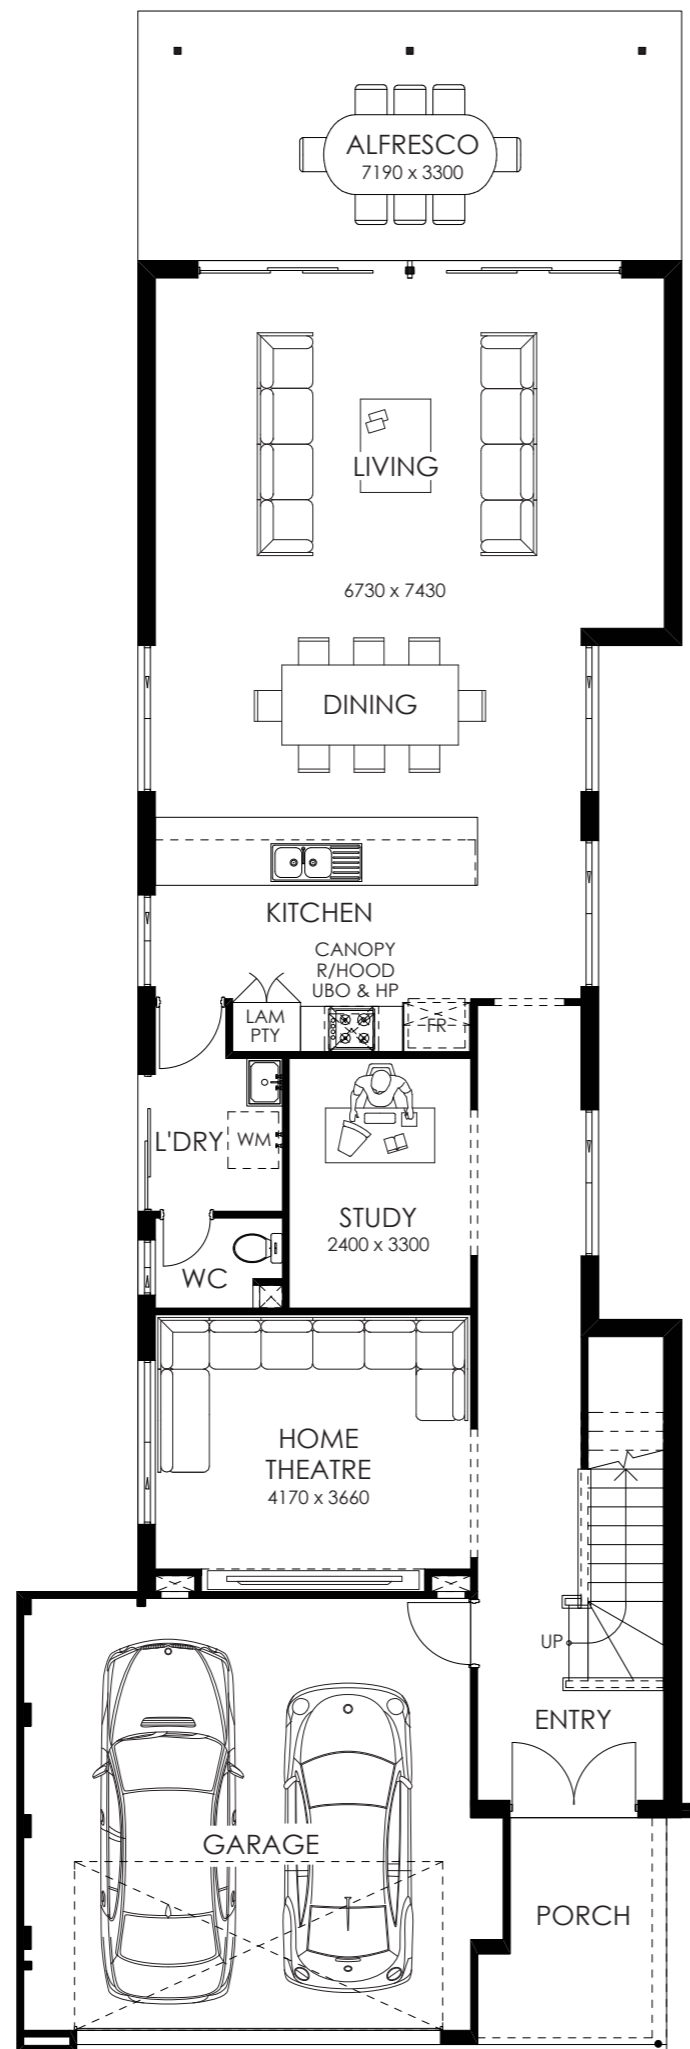 ALFRESCO
7190 x 3300
LIVING
6730 x 7430
DINING
KITCHEN
CANOPY
R/HOOD
UBO & HP
LAM
PTY
FR
L'DRY
WM
STUDY
2400 x 3300
WC
HOME
THEATRE
4170 x 3660
UP
ENTRY
GARAGE
PORCH